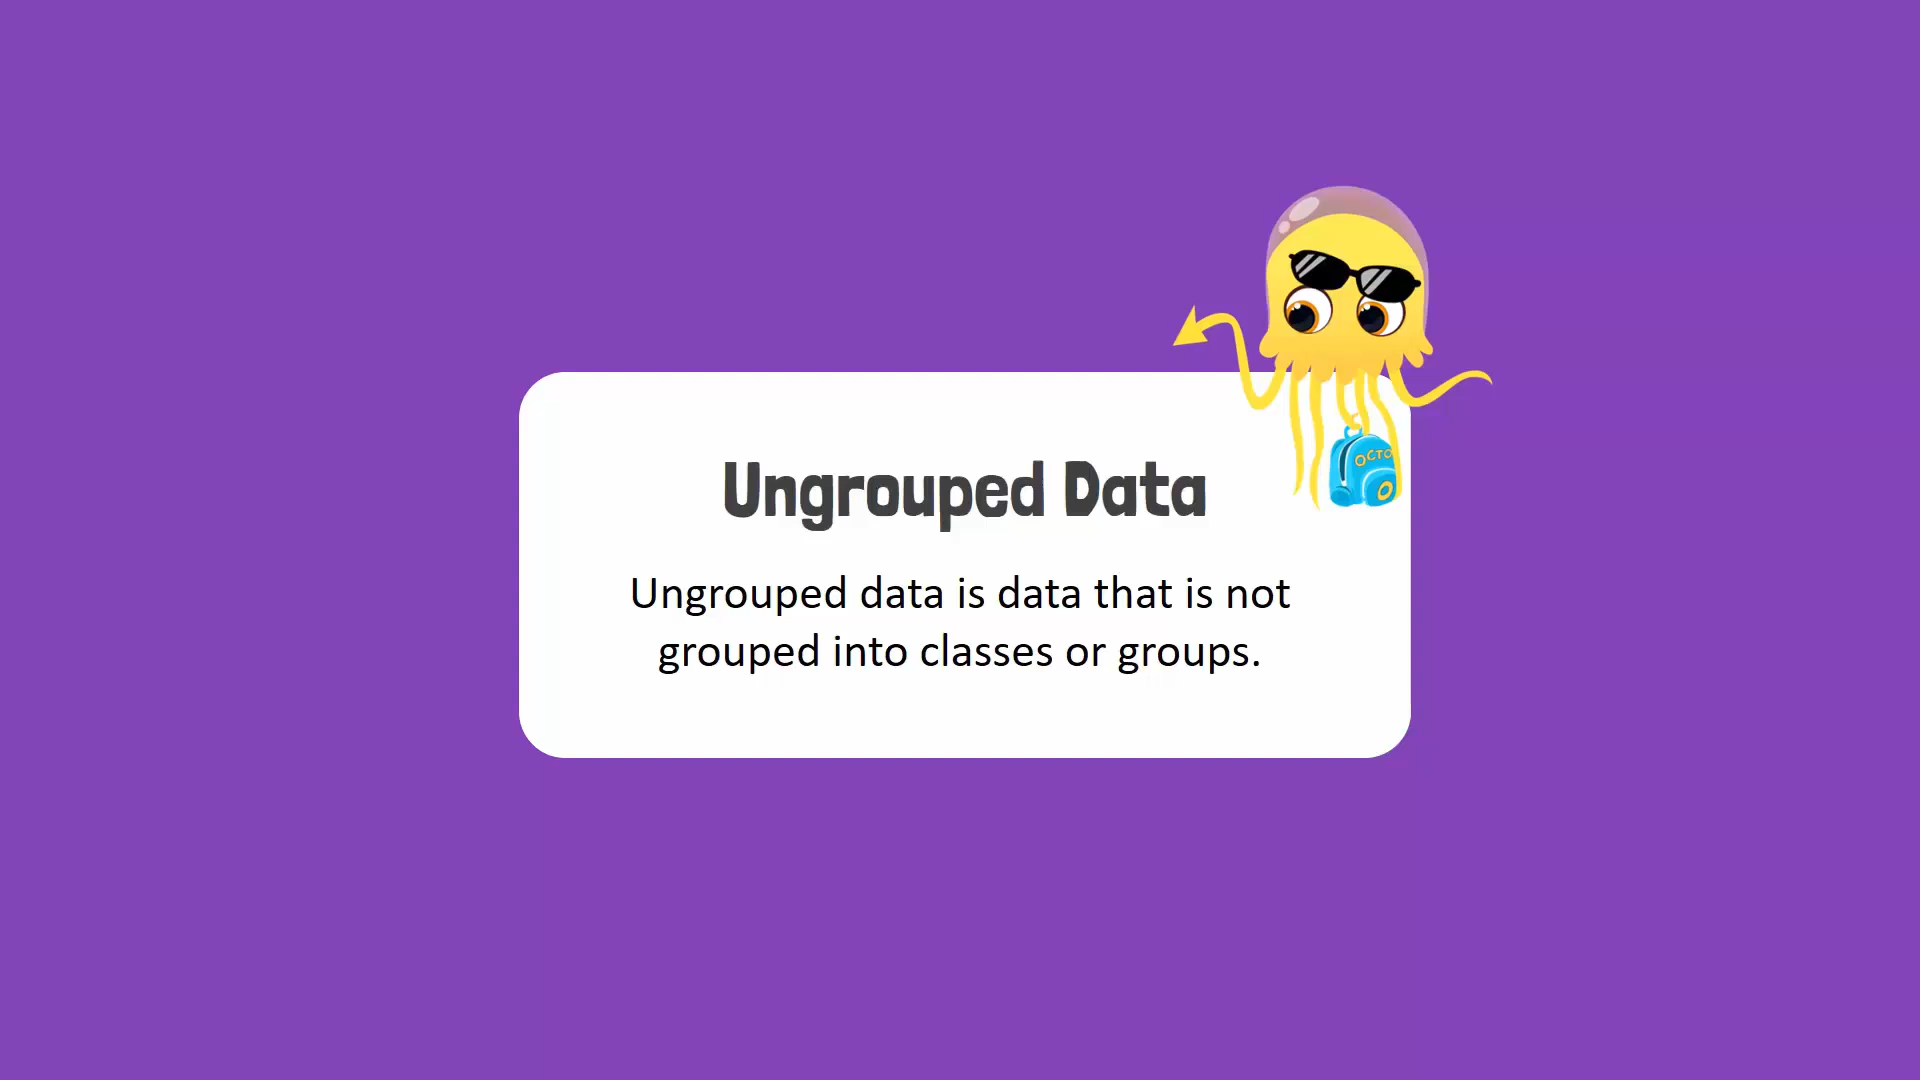 Ungrouped Data
Ungrouped data is data that is not
grouped into classes or groups.
OCTO
O